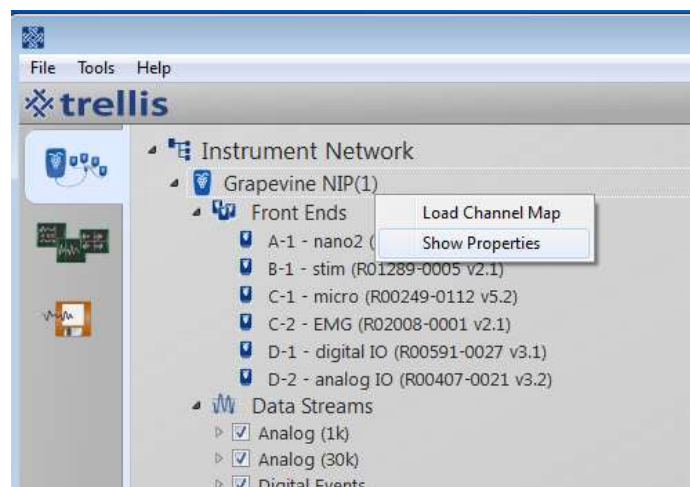 File Tools Help
trellis
Instrument Network
Grapevine NIP(1)
Front Ends
Load Channel Map
A-1 - nano2 (
Show Properties
B-1 - stim (R01289-0005 v2.1)
C-1 - micro (R00249-0112 v5.2)
C-2 - EMG (R02008-0001 v2.1)
D-1 - digital IO (R00591-0027 v3.1)
D-2 - analog IO (R00407-0021 v3.2)
Data Streams
Analog (1k)
Analog (30k)
Digital Events